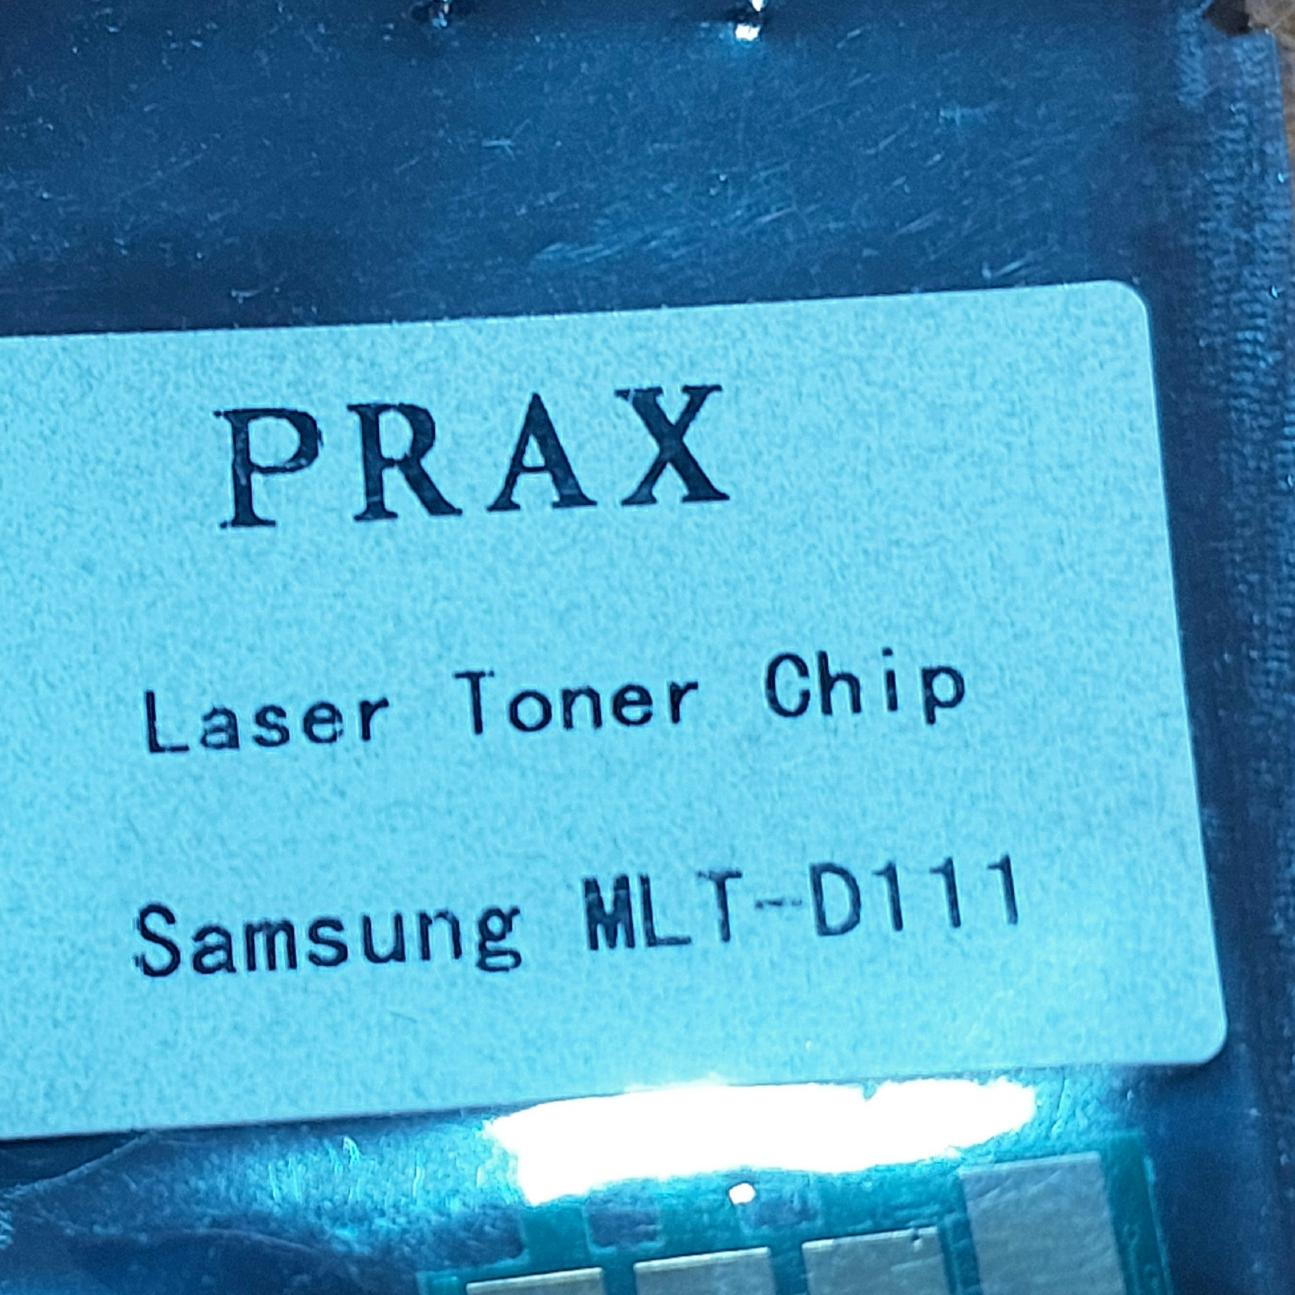 PRAX
Laser Toner Chip
Samsung MLT-D111